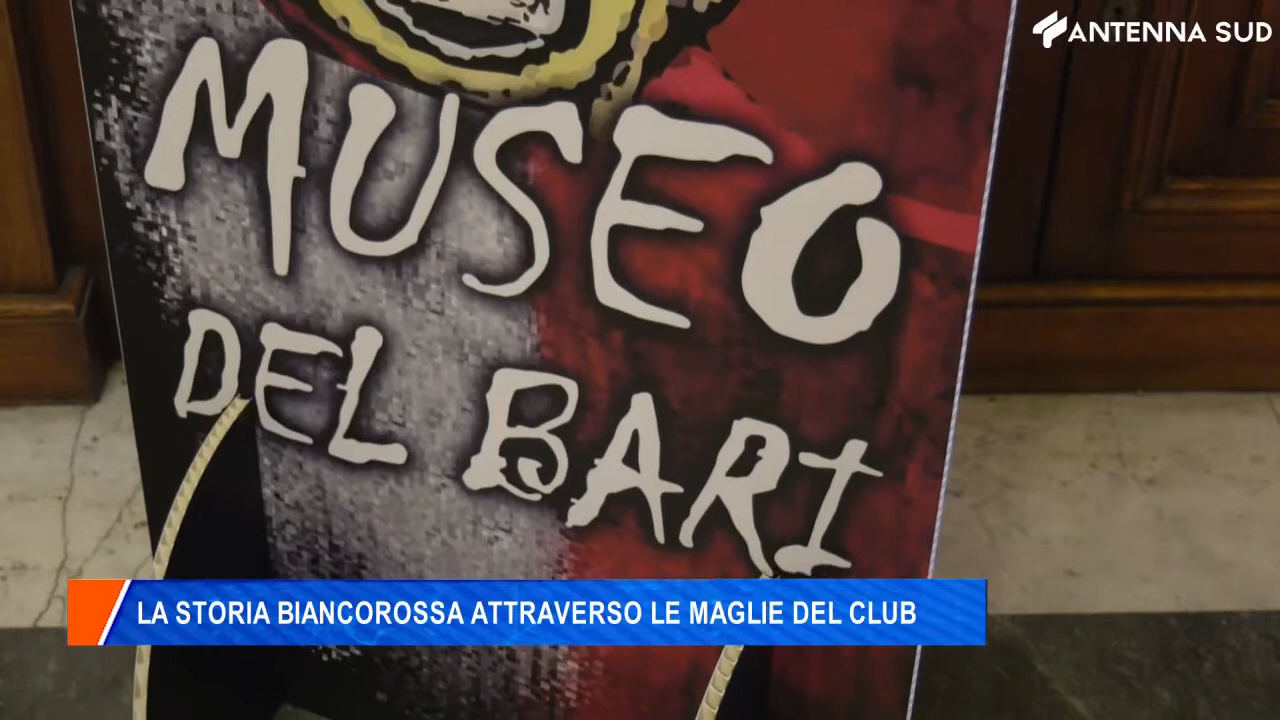 ANTENNA SUD
MUSEO
DEL BARI
LA STORIA BIANCOROSSA ATTRAVERSO LE MAGLIE DEL CLUB